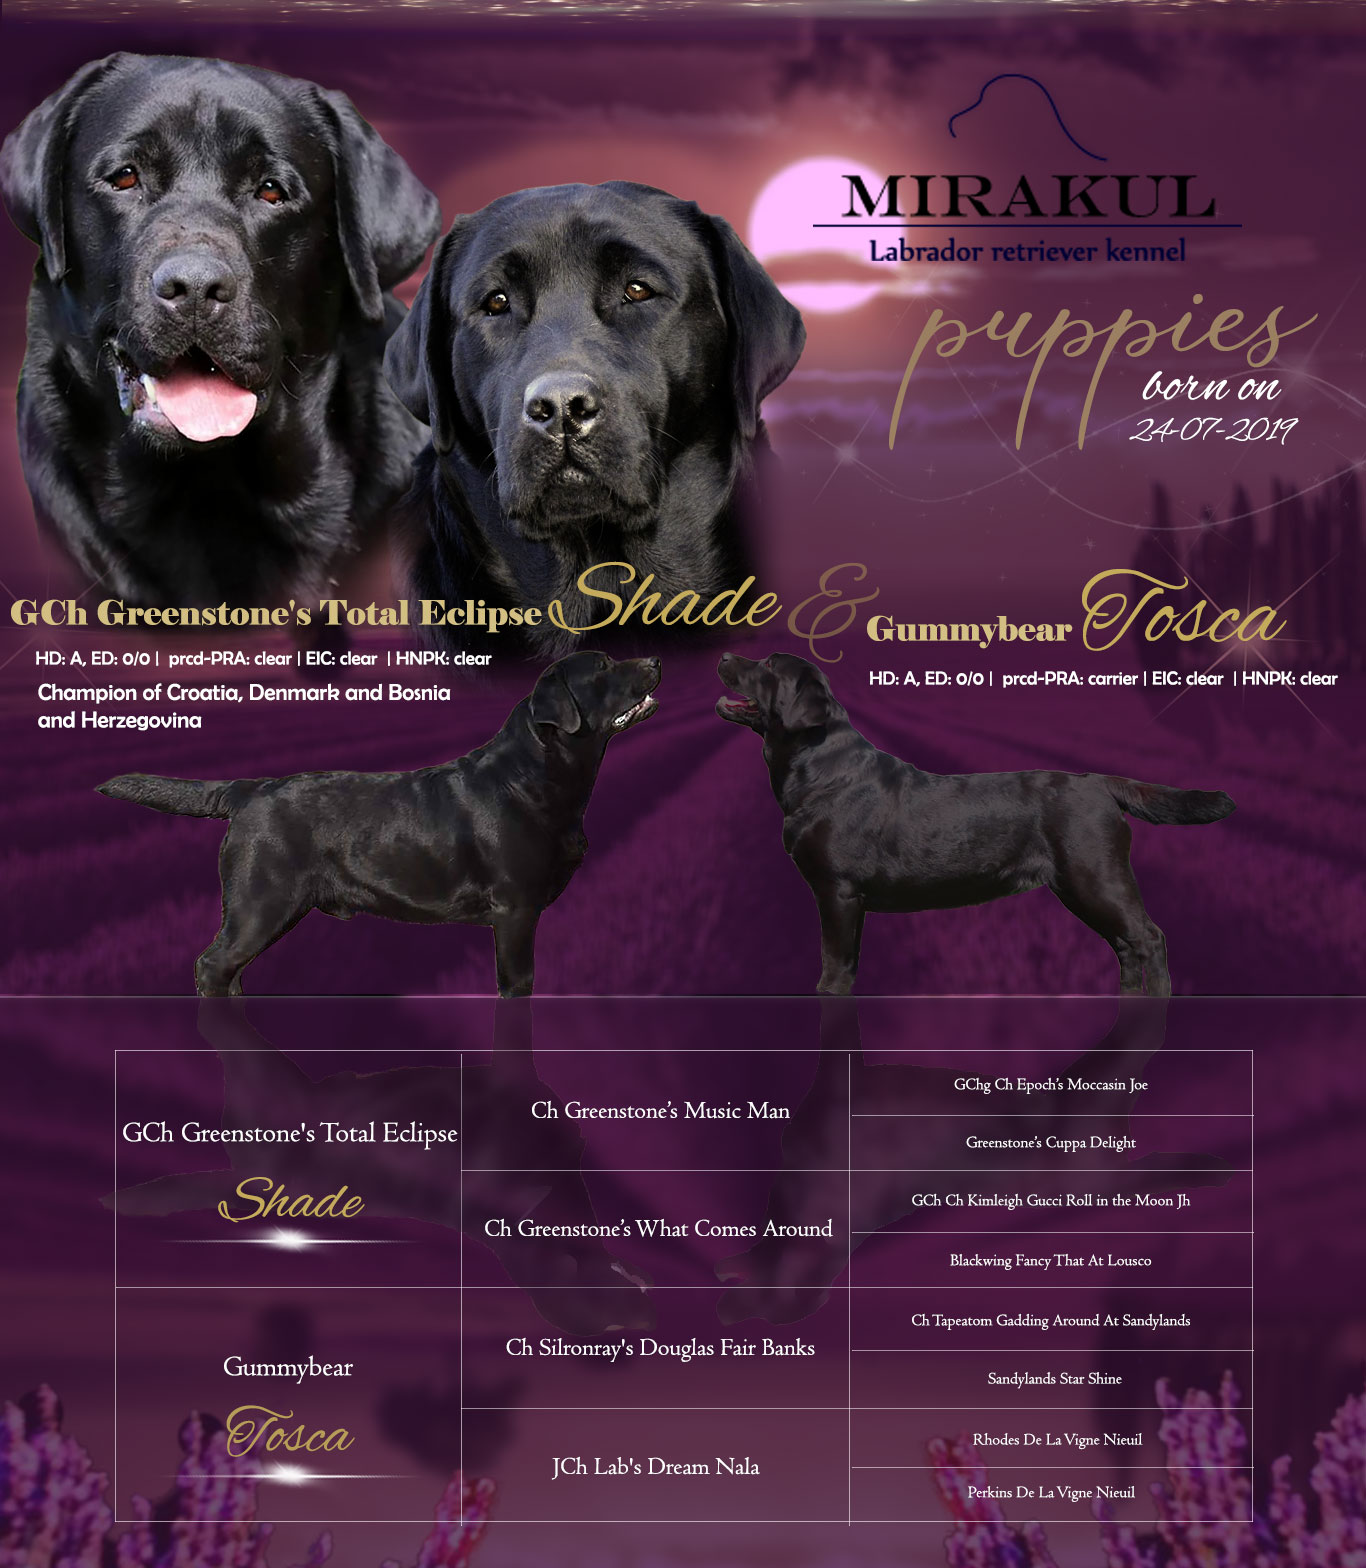 MIRAKUL
Labrador retriever kennel
puppies
born on
24-07-2019
GCh Greenstone's Total Eclipse Shade & Gummybear Tosca
HD: A, ED: 0/0 | prcd-PRA: clear | EIC: clear | HNPK: clear
Champion of Croatia, Denmark and Bosnia
and Herzegovina
HD: A, ED: 0/0 | prcd-PRA: carrier | EIC: clear | HNPK: clear
GCh Greenstone's Total Eclipse
Shade
Ch Greenstone’s Music Man
GChg Ch Epoch’s Moccasin Joe
Greenstone’s Cuppa Delight
Ch Greenstone’s What Comes Around
GCh Ch Kimleigh Gucci Roll in the Moon Jh
Blackwing Fancy That At Lousco
Gummybear
Tosca
Ch Silronray's Douglas Fair Banks
Ch Tapeatom Gadding Around At Sandylands
Sandylands Star Shine
JCh Lab's Dream Nala
Rhodes De La Vigne Nieuil
Perkins De La Vigne Nieuil